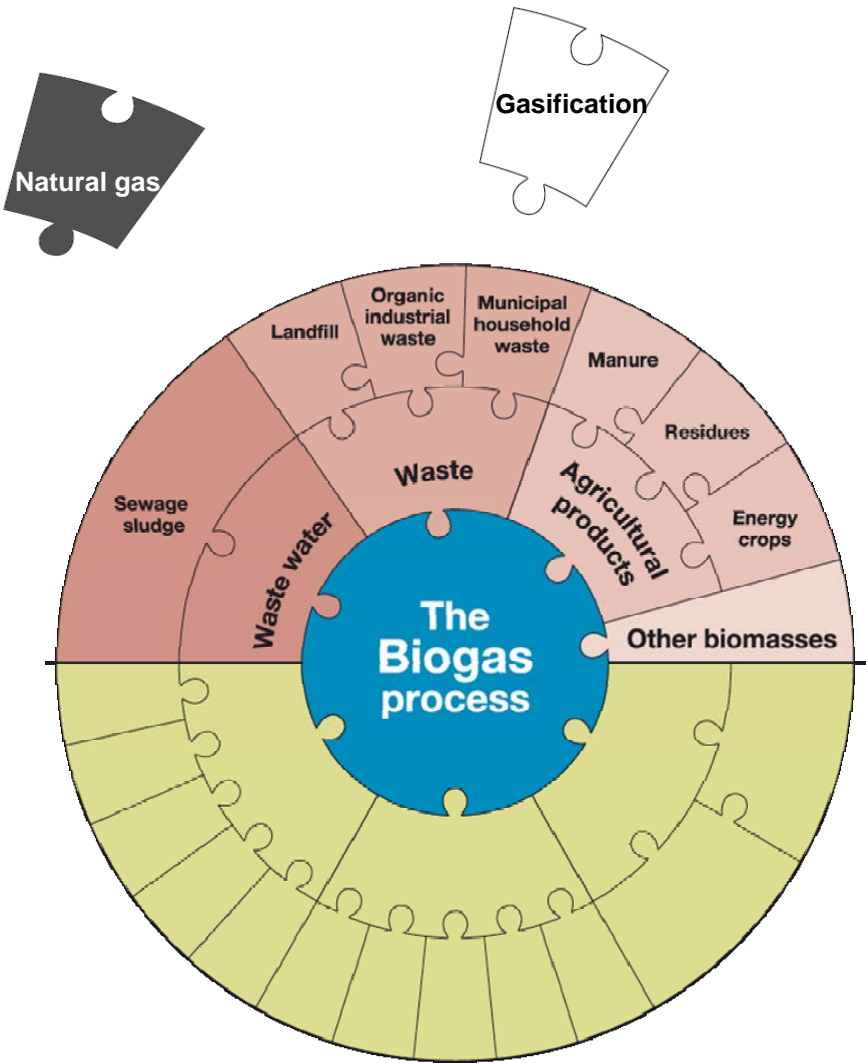 Gasification
Natural gas
Landfill
Organic
industrial
waste
Municipal
household
waste
Manure
Residues
Energy
crops
Sewage
sludge
Waste water
Waste
Agricultural
products
Other biomasses
The
Biogas
process